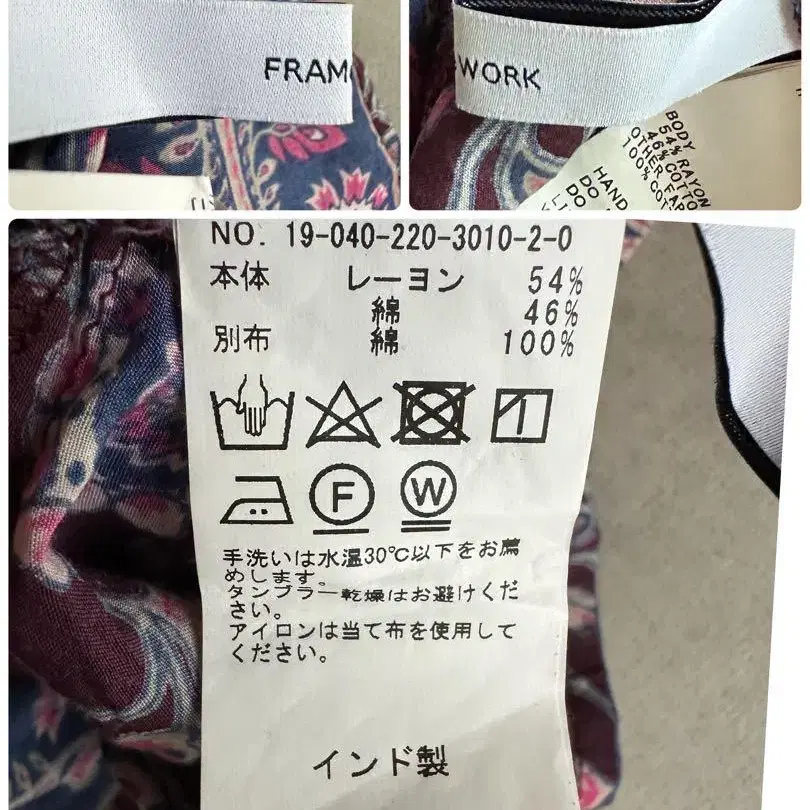 FRAM
WORK
BODY
54% RAYON
46% COTTO
OTHER FAB
100% COT
HAND
DO
DO
NO. 19-040-220-3010-2-0
本体 レーヨン 54%
綿 46%
別布 綿 100%
F
W
手洗いは水温30℃以下をお薦
めします。
タンブラー乾燥はお避けくだ
さい。
アイロンは当て布を使用して
ください。
インド製